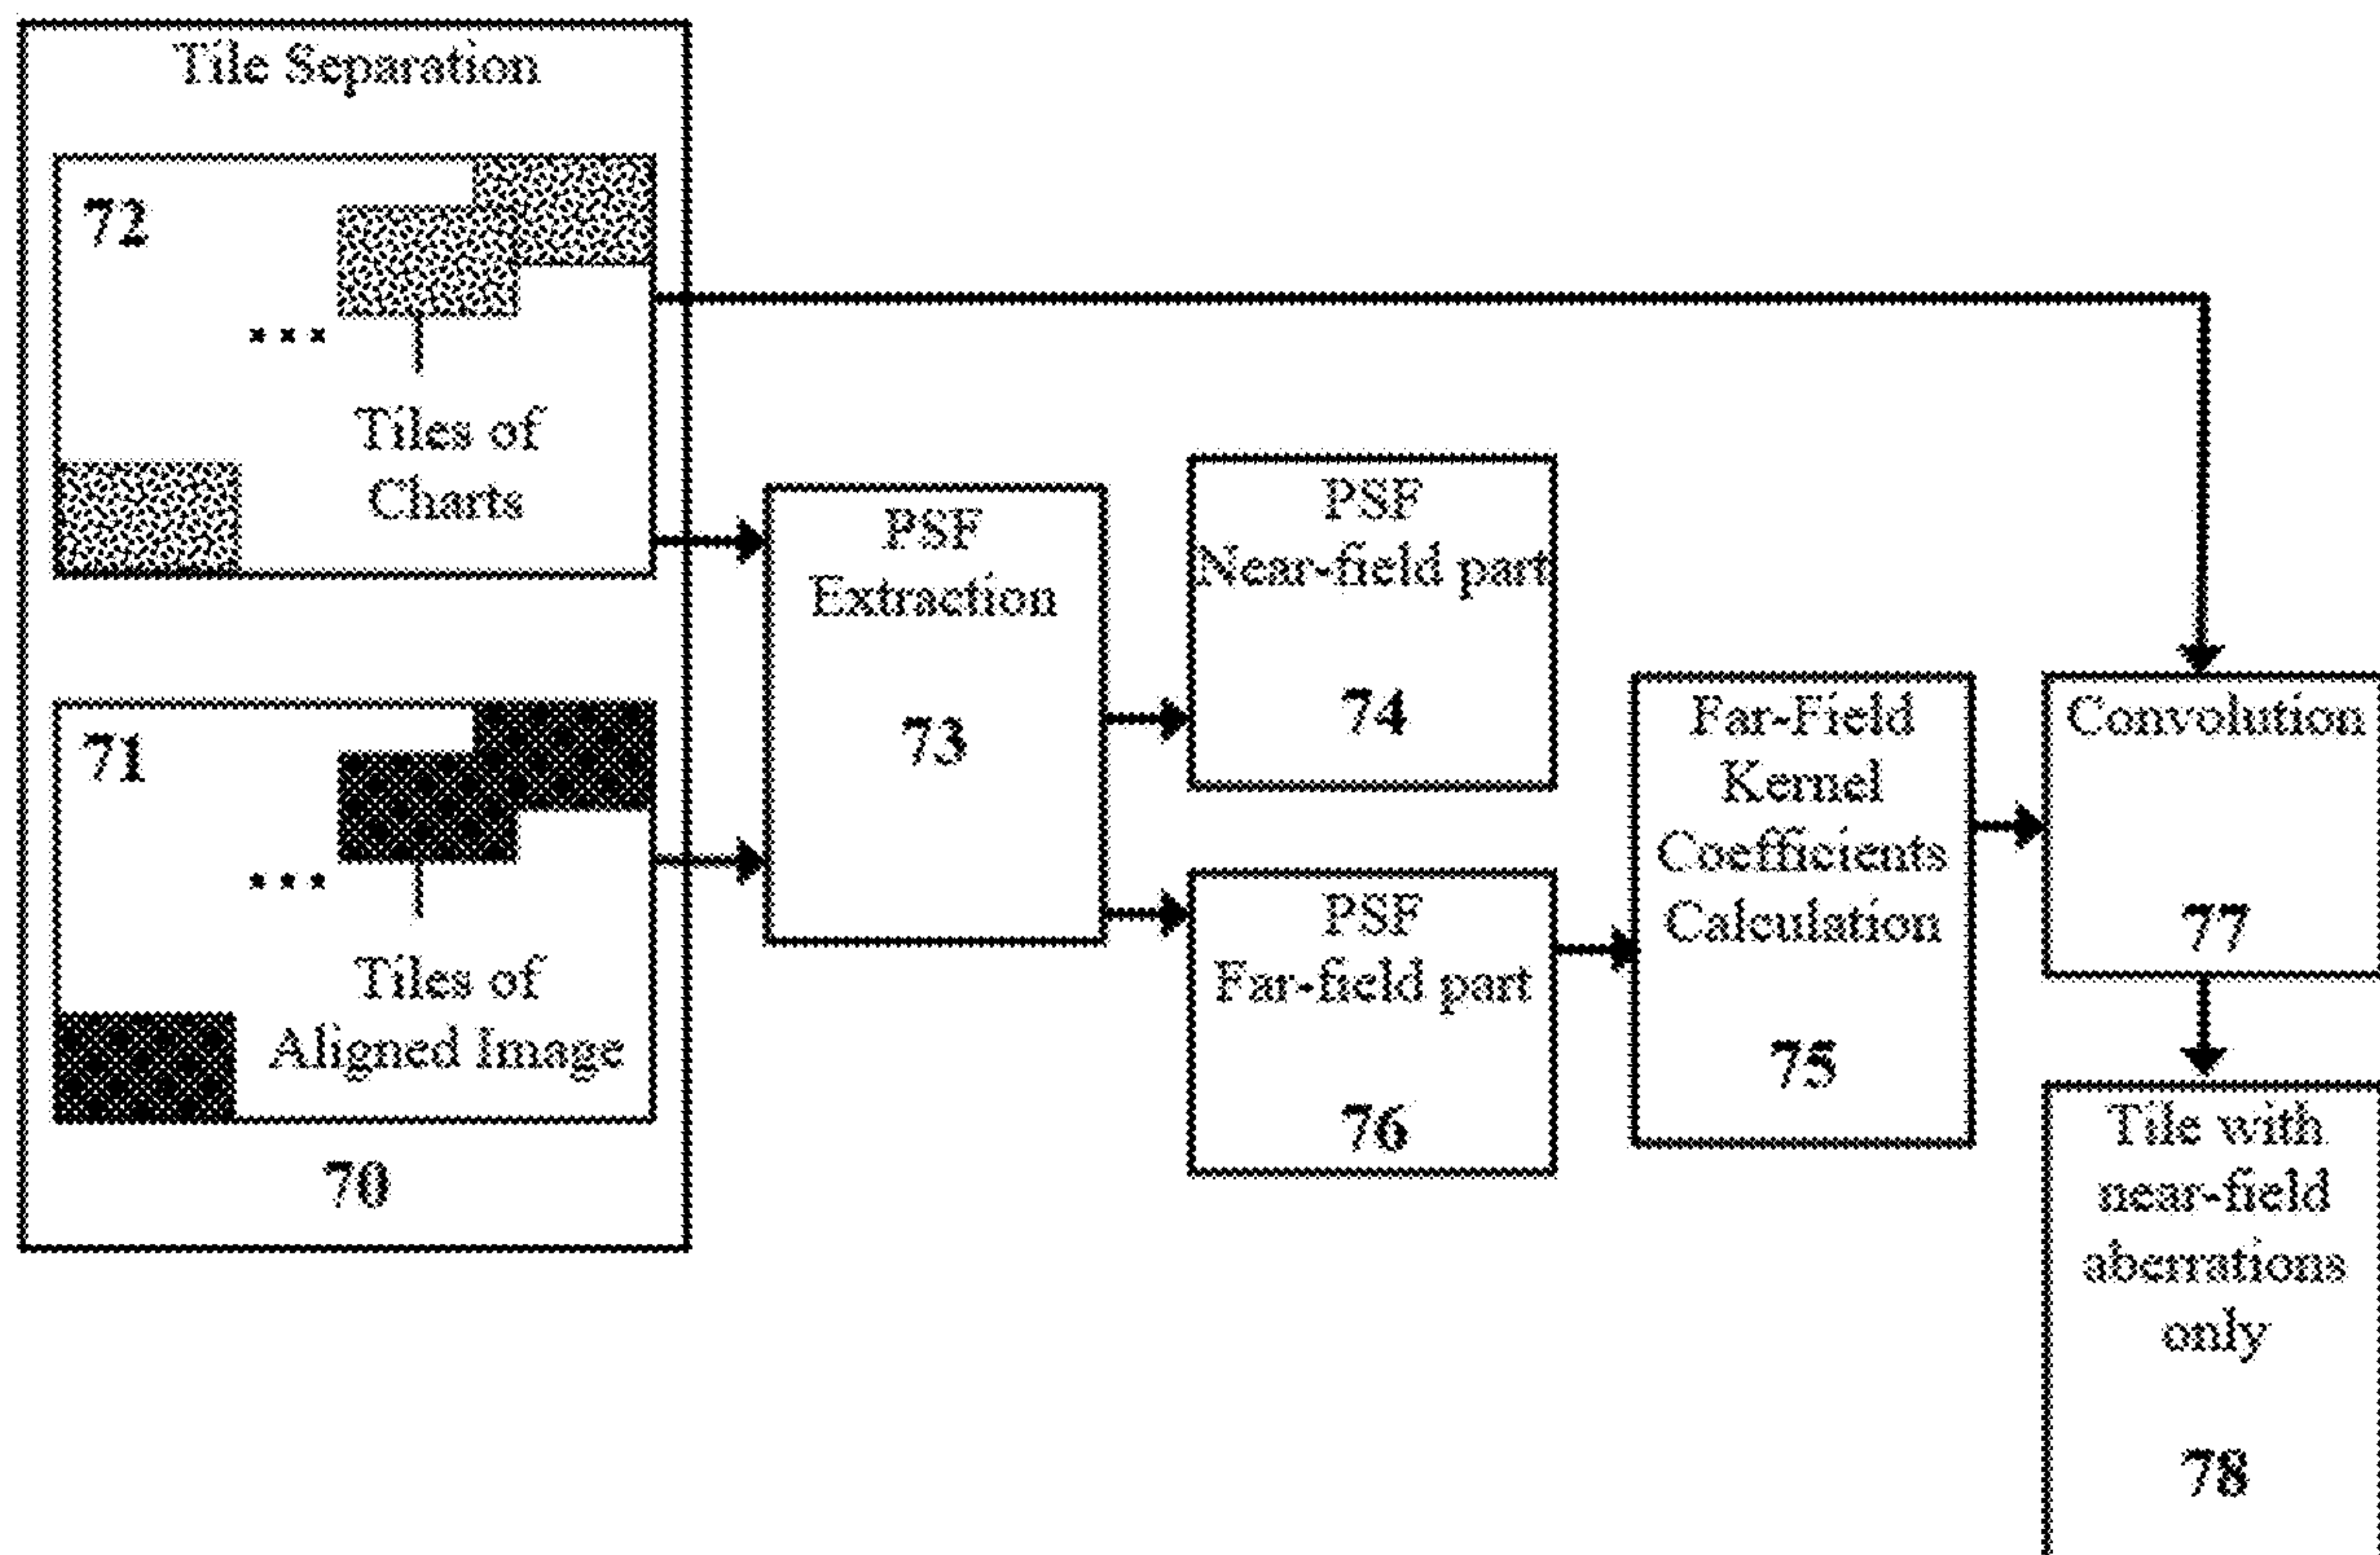 Tile Separation
72
...
Tiles of
Charts
71
...
Tiles of
Aligned Image
70
PSF
Extraction
73
PSF
Near-field part
74
PSF
Far-field part
76
Far-Field
Kernel
Coefficients
Calculation
75
Convolution
77
Tile with
near-field
aberrations
only
78